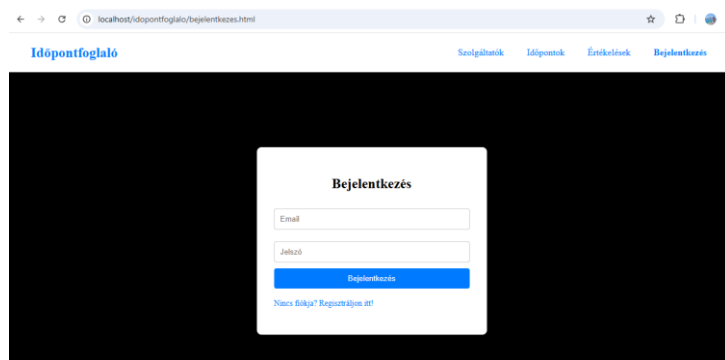 localhost/idopontfoglalo/bejelentkezes.html
Időpontfoglaló
Szolgáltatók Időpontok Értékelések Bejelentkezés
Bejelentkezés
Email
Jelszó
Bejelentkezés
Nincs fiókja? Regisztráljon itt!